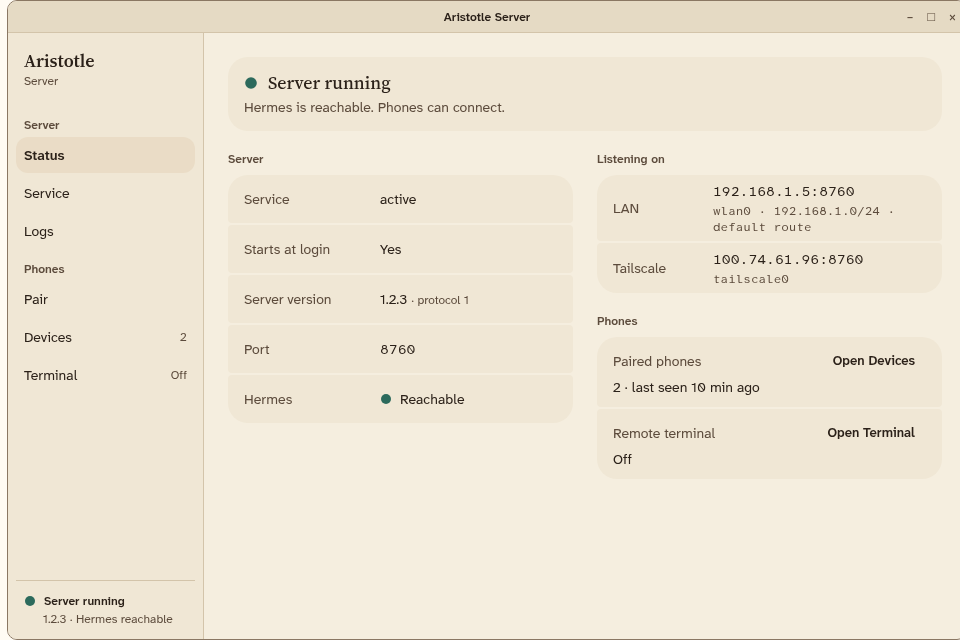 Aristotle Server
Aristotle
Server
Server
Status
Service
Logs
Phones
Pair
Devices 2
Terminal Off
Server running
1.2.3 · Hermes reachable
Server running
Hermes is reachable. Phones can connect.
Server
Service active
Starts at login Yes
Server version 1.2.3 · protocol 1
Port 8760
Hermes Reachable
Listening on
LAN 192.168.1.5:8760
wlan0 · 192.168.1.0/24 ·
default route
Tailscale 100.74.61.96:8760
tailscale0
Phones
Paired phones Open Devices
2 · last seen 10 min ago
Remote terminal Open Terminal
Off